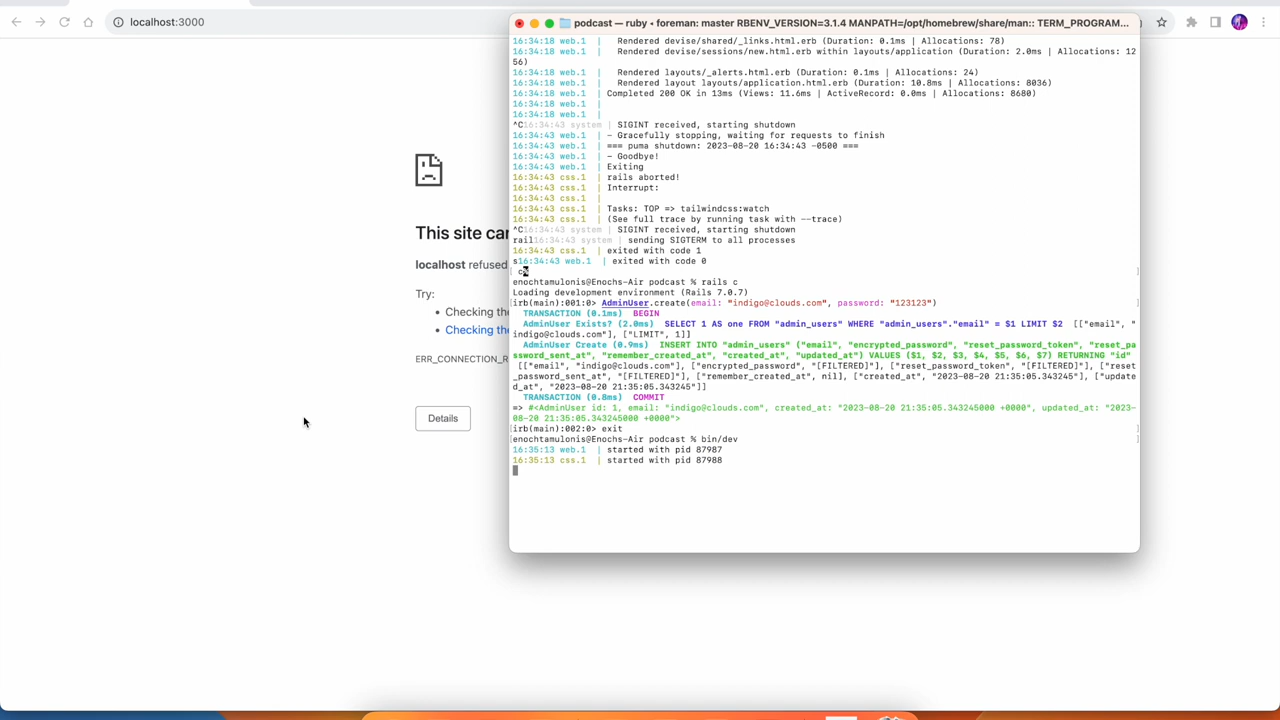 localhost:3000
podcast — ruby • foreman: master RBENV_VERSION=3.1.4 MANPATH=/opt/homebrew/share/man:: TERM_PROGRAM...
This site ca
localhost refused
Try:
Checking the
Checking the
ERR_CONNECTION_R
Details
16:34:18 web.1  |   Rendered devise/shared/_links.html.erb (Duration: 0.1ms | Allocations: 78)
16:34:18 web.1  |   Rendered devise/sessions/new.html.erb within layouts/application (Duration: 2.0ms | Allocations: 12
56)
16:34:18 web.1  |   Rendered layouts/_alerts.html.erb (Duration: 0.1ms | Allocations: 24)
16:34:18 web.1  |   Rendered layout layouts/application.html.erb (Duration: 10.8ms | Allocations: 8036)
16:34:18 web.1  | Completed 200 OK in 13ms (Views: 11.6ms | ActiveRecord: 0.0ms | Allocations: 8680)
16:34:18 web.1  |
16:34:18 web.1  |
^C16:34:43 system | SIGINT received, starting shutdown
16:34:43 web.1  | - Gracefully stopping, waiting for requests to finish
16:34:43 web.1  | === puma shutdown: 2023-08-20 16:34:43 -0500 ===
16:34:43 web.1  | - Goodbye!
16:34:43 web.1  | Exiting
16:34:43 css.1  | rails aborted!
16:34:43 css.1  | Interrupt:
16:34:43 css.1  |
16:34:43 css.1  | Tasks: TOP => tailwindcss:watch
16:34:43 css.1  | (See full trace by running task with --trace)
^C16:34:43 system | SIGINT received, starting shutdown
rail16:34:43 system | sending SIGTERM to all processes
16:34:43 css.1  | exited with code 1
s16:34:43 web.1  | exited with code 0
c%
enochtamulonis@Enochs-Air podcast % rails c
Loading development environment (Rails 7.0.7)
irb(main):001:0> AdminUser.create(email: "indigo@clouds.com", password: "123123")
TRANSACTION (0.1ms)  BEGIN
AdminUser Exists? (2.0ms)  SELECT 1 AS one FROM "admin_users" WHERE "admin_users"."email" = $1 LIMIT $2  [["email", "
indigo@clouds.com"], ["LIMIT", 1]]
AdminUser Create (0.9ms)  INSERT INTO "admin_users" ("email", "encrypted_password", "reset_password_token", "reset_pa
ssword_sent_at", "remember_created_at", "created_at", "updated_at") VALUES ($1, $2, $3, $4, $5, $6, $7) RETURNING "id"
[["email", "indigo@clouds.com"], ["encrypted_password", "[FILTERED]"], ["reset_password_token", "[FILTERED]"], ["reset
_password_sent_at", "[FILTERED]"], ["remember_created_at", nil], ["created_at", "2023-08-20 21:35:05.343245"], ["update
d_at", "2023-08-20 21:35:05.343245"]]
TRANSACTION (0.8ms)  COMMIT
=> #<AdminUser id: 1, email: "indigo@clouds.com", created_at: "2023-08-20 21:35:05.343245000 +0000", updated_at: "2023-
08-20 21:35:05.343245000 +0000">
irb(main):002:0> exit
enochtamulonis@Enochs-Air podcast % bin/dev
16:35:13 web.1  | started with pid 87987
16:35:13 css.1  | started with pid 87988